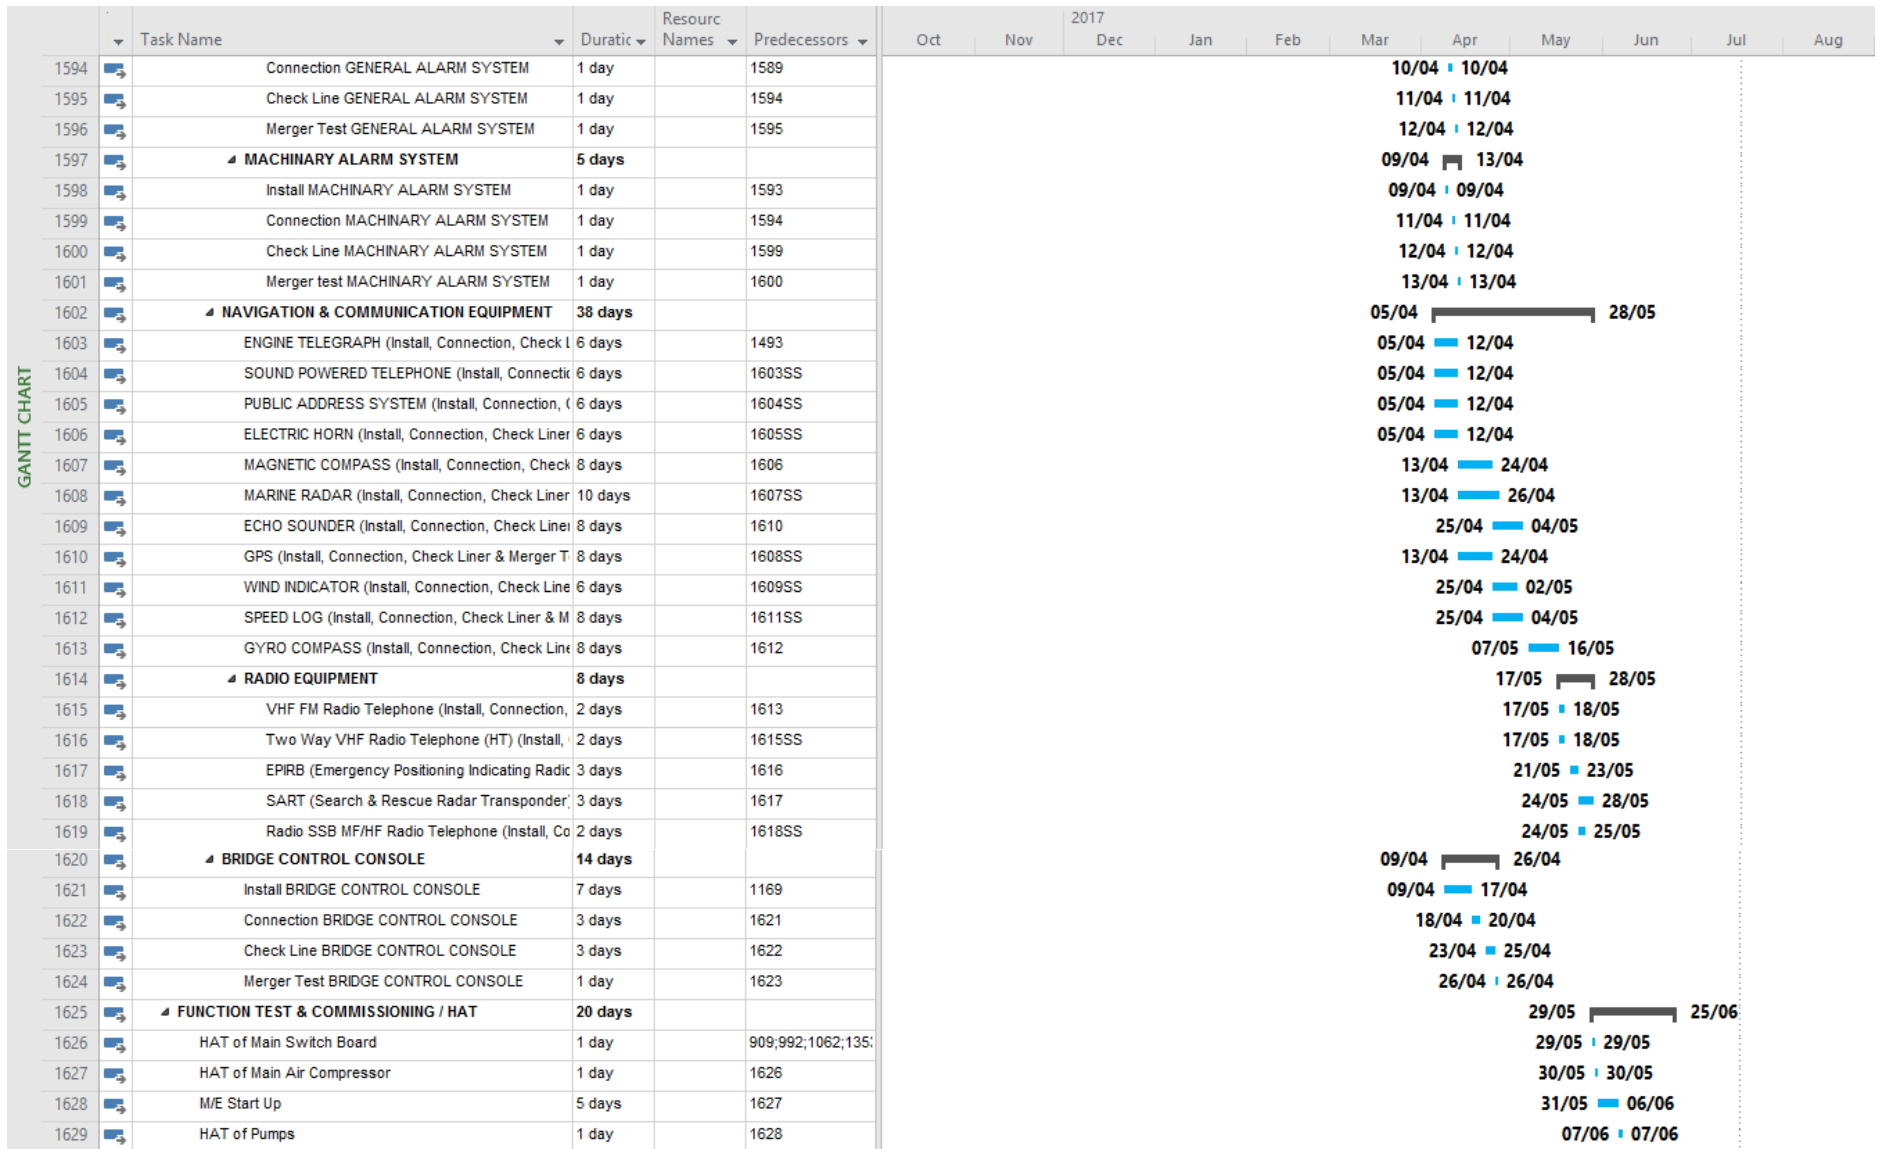 Resourc 2017
Task Name Duratic Names Predecessors Oct Nov Dec Jan Feb Mar Apr May Jun Jul Aug
GANTT CHART
1594 Connection GENERAL ALARM SYSTEM 1 day 1589 10/04 10/04
1595 Check Line GENERAL ALARM SYSTEM 1 day 1594 11/04 11/04
1596 Merger Test GENERAL ALARM SYSTEM 1 day 1595 12/04 12/04
1597 MACHINARY ALARM SYSTEM 5 days 09/04 13/04
1598 Install MACHINARY ALARM SYSTEM 1 day 1593 09/04 09/04
1599 Connection MACHINARY ALARM SYSTEM 1 day 1594 11/04 11/04
1600 Check Line MACHINARY ALARM SYSTEM 1 day 1599 12/04 12/04
1601 Merger test MACHINARY ALARM SYSTEM 1 day 1600 13/04 13/04
1602 NAVIGATION & COMMUNICATION EQUIPMENT 38 days 05/04 28/05
1603 ENGINE TELEGRAPH (Install, Connection, Check L 6 days 1493 05/04 12/04
1604 SOUND POWERED TELEPHONE (Install, Connectic 6 days 1603SS 05/04 12/04
1605 PUBLIC ADDRESS SYSTEM (Install, Connection, ( 6 days 1604SS 05/04 12/04
1606 ELECTRIC HORN (Install, Connection, Check Liner 6 days 1605SS 05/04 12/04
1607 MAGNETIC COMPASS (Install, Connection, Check 8 days 1606 13/04 24/04
1608 MARINE RADAR (Install, Connection, Check Liner 10 days 1607SS 13/04 26/04
1609 ECHO SOUNDER (Install, Connection, Check Liner 8 days 1610 25/04 04/05
1610 GPS (Install, Connection, Check Liner & Merger T 8 days 1608SS 13/04 24/04
1611 WIND INDICATOR (Install, Connection, Check Line 6 days 1609SS 25/04 02/05
1612 SPEED LOG (Install, Connection, Check Liner & M 8 days 1611SS 25/04 04/05
1613 GYRO COMPASS (Install, Connection, Check Line 8 days 1612 07/05 16/05
1614 RADIO EQUIPMENT 8 days 17/05 28/05
1615 VHF FM Radio Telephone (Install, Connection, 2 days 1613 17/05 18/05
1616 Two Way VHF Radio Telephone (HT) (Install, 2 days 1615SS 17/05 18/05
1617 EPIRB (Emergency Positioning Indicating Radic 3 days 1616 21/05 23/05
1618 SART (Search & Rescue Radar Transponder) 3 days 1617 24/05 28/05
1619 Radio SSB MF/HF Radio Telephone (Install, Co 2 days 1618SS 24/05 25/05
1620 BRIDGE CONTROL CONSOLE 14 days 09/04 26/04
1621 Install BRIDGE CONTROL CONSOLE 7 days 1169 09/04 17/04
1622 Connection BRIDGE CONTROL CONSOLE 3 days 1621 18/04 20/04
1623 Check Line BRIDGE CONTROL CONSOLE 3 days 1622 23/04 25/04
1624 Merger Test BRIDGE CONTROL CONSOLE 1 day 1623 26/04 26/04
1625 FUNCTION TEST & COMMISSIONING / HAT 20 days 29/05 25/06
1626 HAT of Main Switch Board 1 day 909;992;1062;135 29/05 29/05
1627 HAT of Main Air Compressor 1 day 1626 30/05 30/05
1628 M/E Start Up 5 days 1627 31/05 06/06
1629 HAT of Pumps 1 day 1628 07/06 07/06